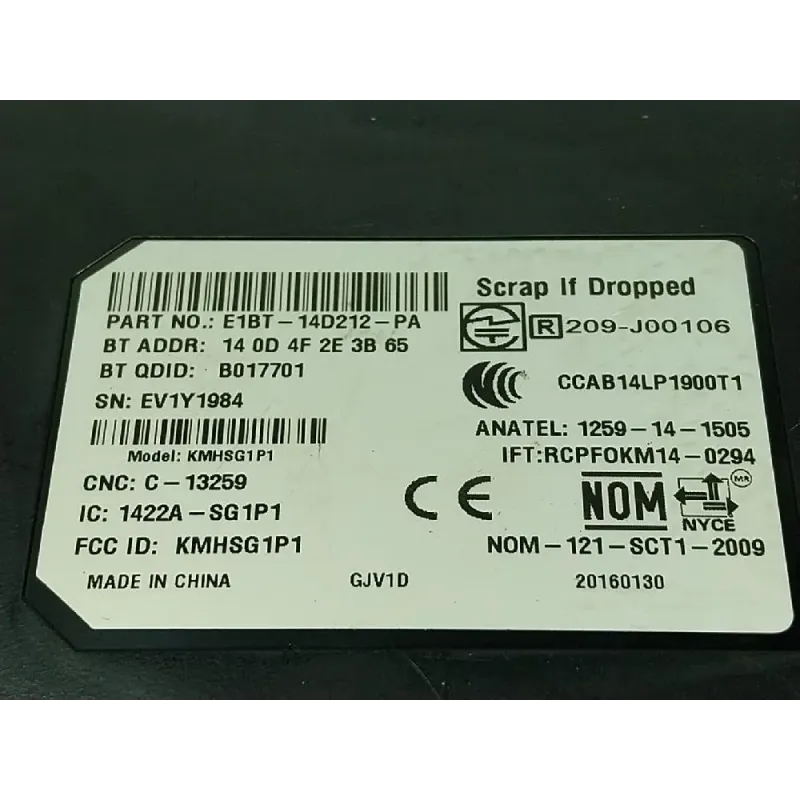 Scrap If Dropped
PART NO.: E1BT-14D212-PA
R 209-J00106
BT ADDR: 14 0D 4F 2E 3B 65
BT QDID: B017701
CCAB14LP1900T1
SN: EV1Y1984
ANATEL: 1259-14-1505
Model: KMHSG1P1
IFT:RCPFOKM14-0294
CNC: C-13259
CE
NOM
MR
NYCE
IC: 1422A-SG1P1
FCC ID: KMHSG1P1
NOM-121-SCT1-2009
MADE IN CHINA GJV1D 20160130